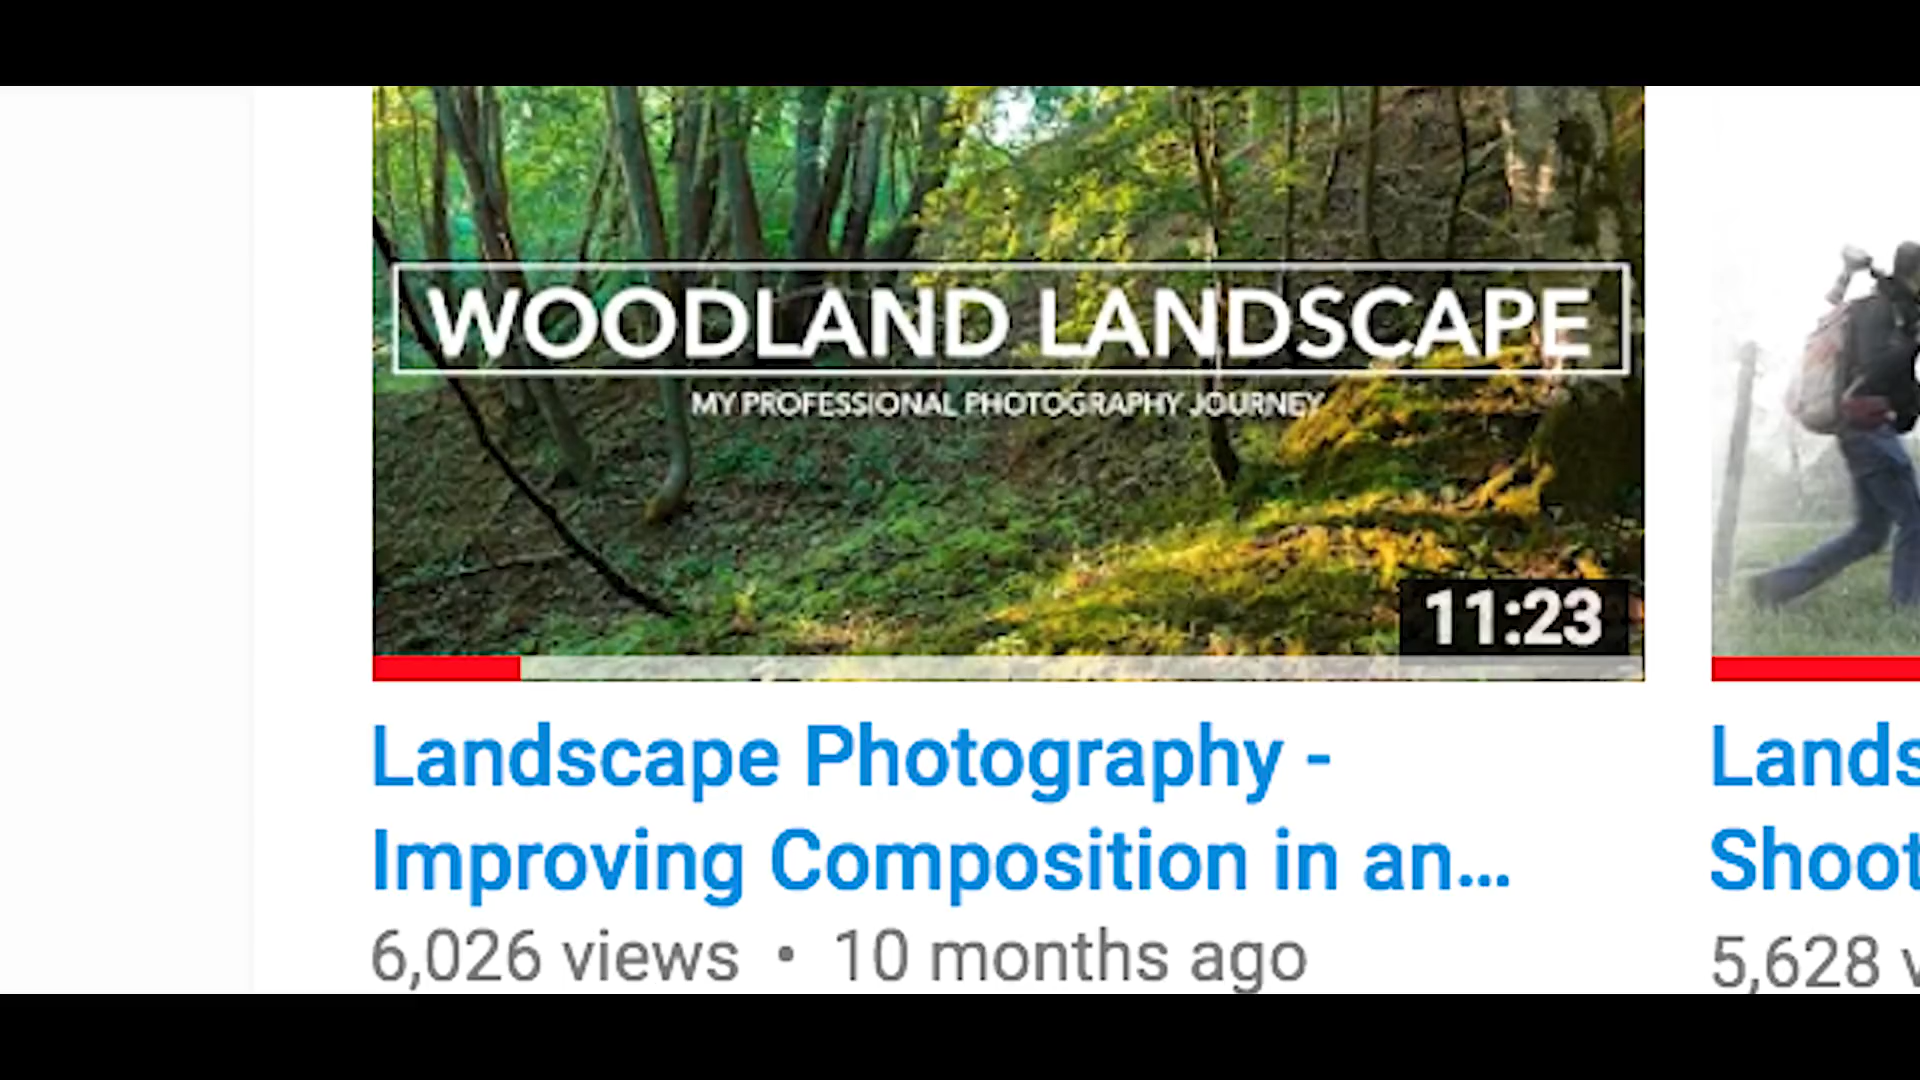 WOODLAND LANDSCAPE
MY PROFESSIONAL PHOTOGRAPHY JOURNEY
11:23
Landscape Photography -
Improving Composition in an...
6,026 views • 10 months ago
Lands
Shoot
5,628 v